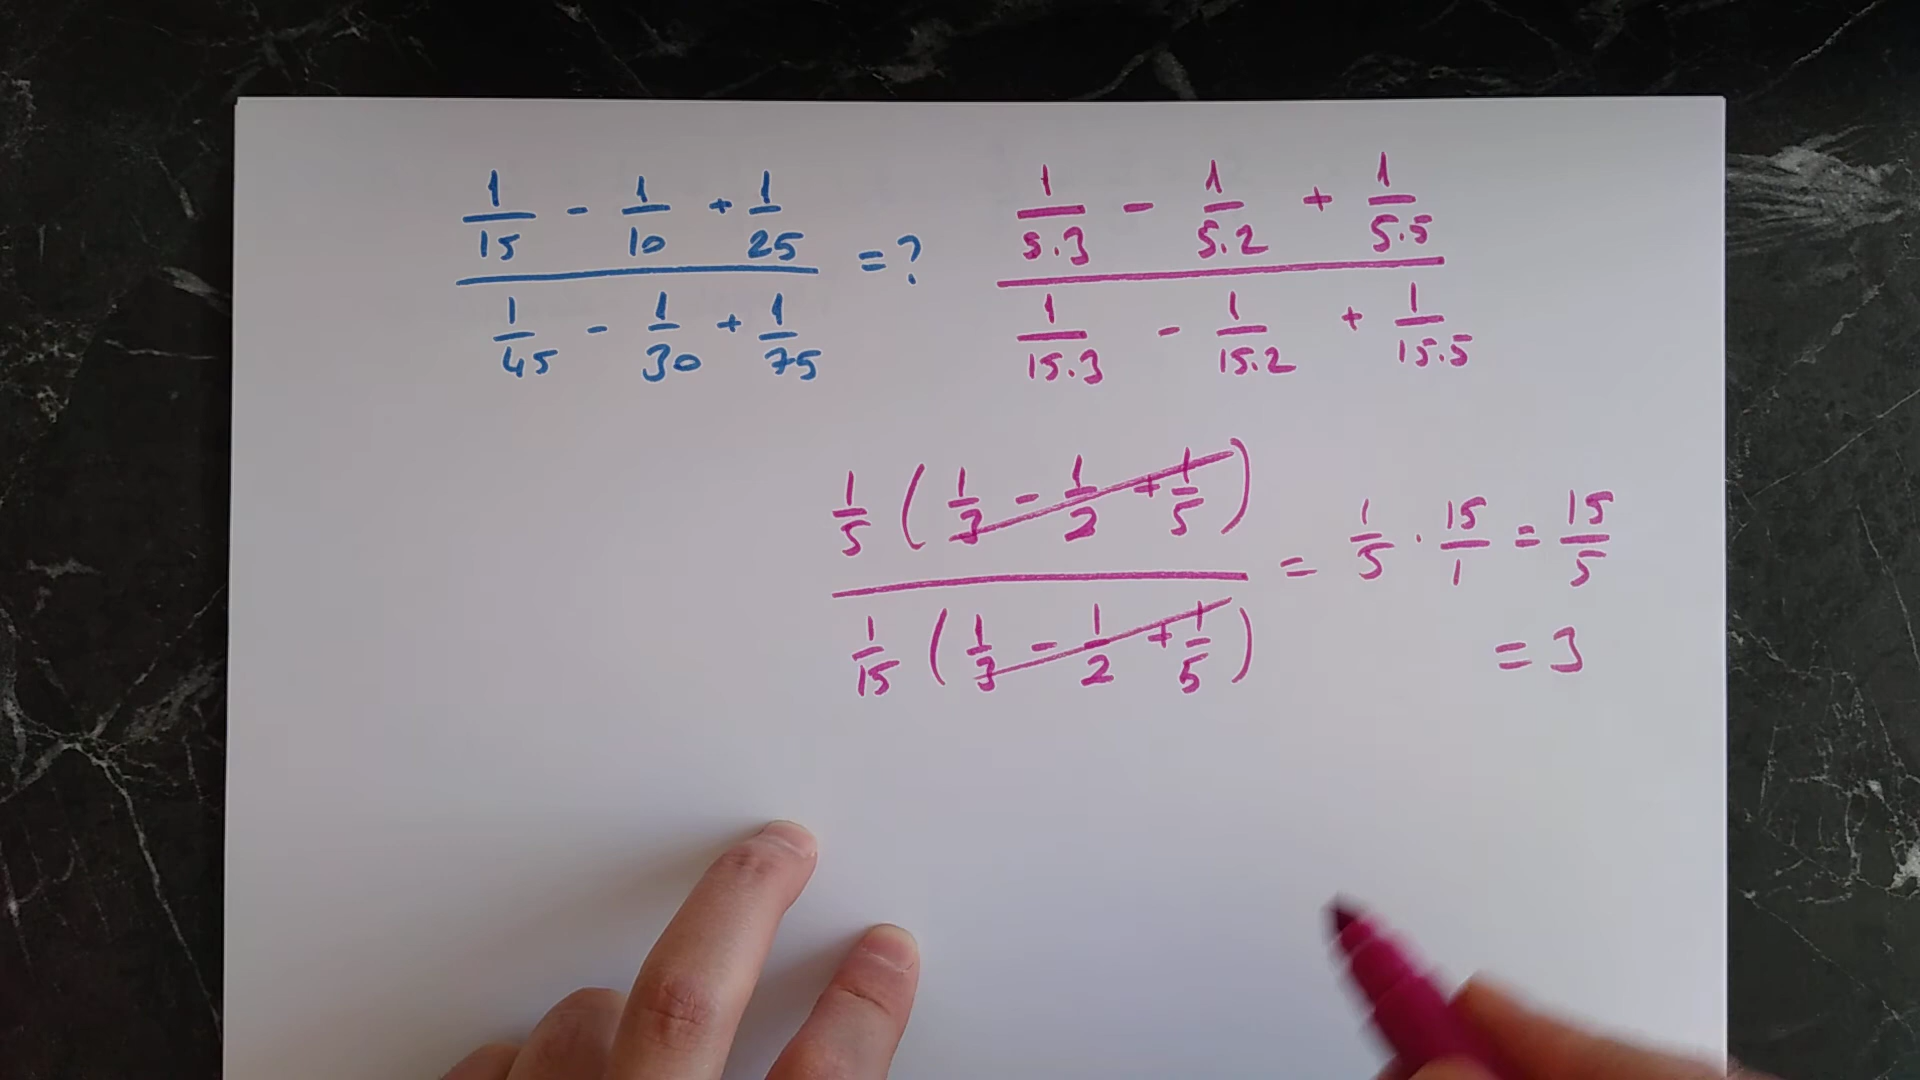 1/15 - 1/10 + 1/25
= ?
1/45 - 1/30 + 1/75
1/5.3 - 1/5.2 + 1/5.5
1/15.3 - 1/15.2 + 1/15.5
1/5 ( 1/3 - 1/2 + 1/5 )
1/15 ( 1/3 - 1/2 + 1/5 )
= 1/5 . 15/1 = 15/5
= 3